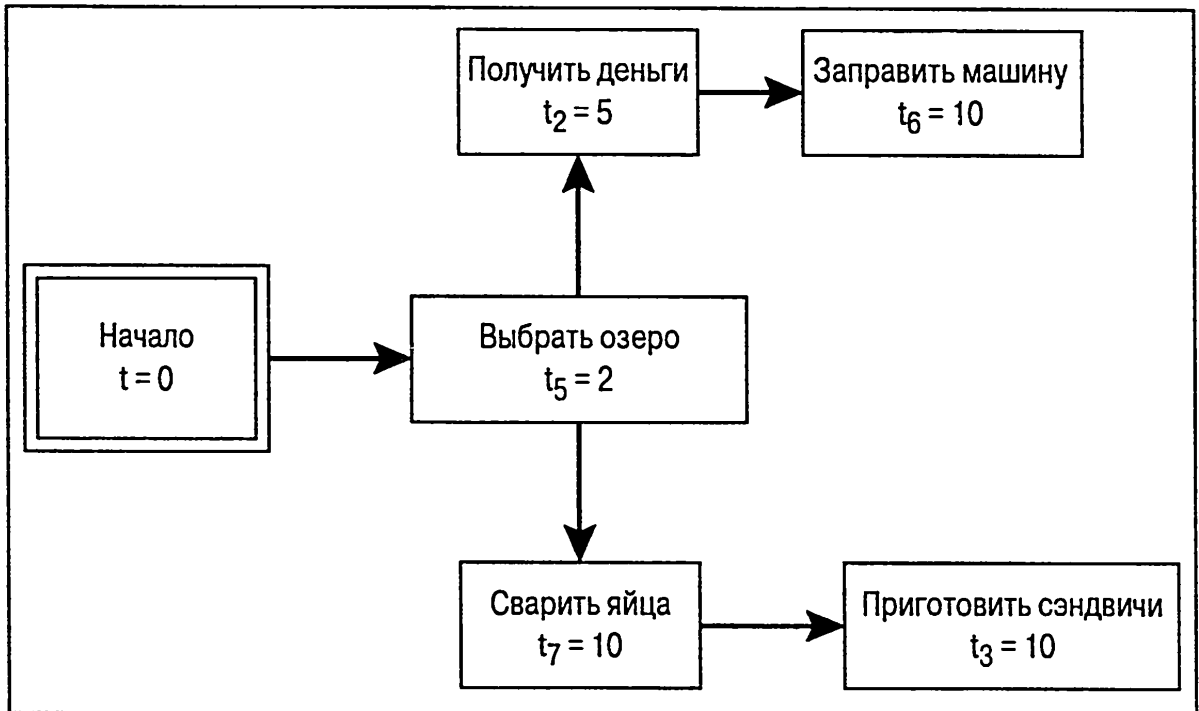 Получить деньги
t2 = 5
Заправить машину
t6 = 10
Начало
t = 0
Выбрать озеро
t5 = 2
Сварить яйца
t7 = 10
Приготовить сэндвичи
t3 = 10